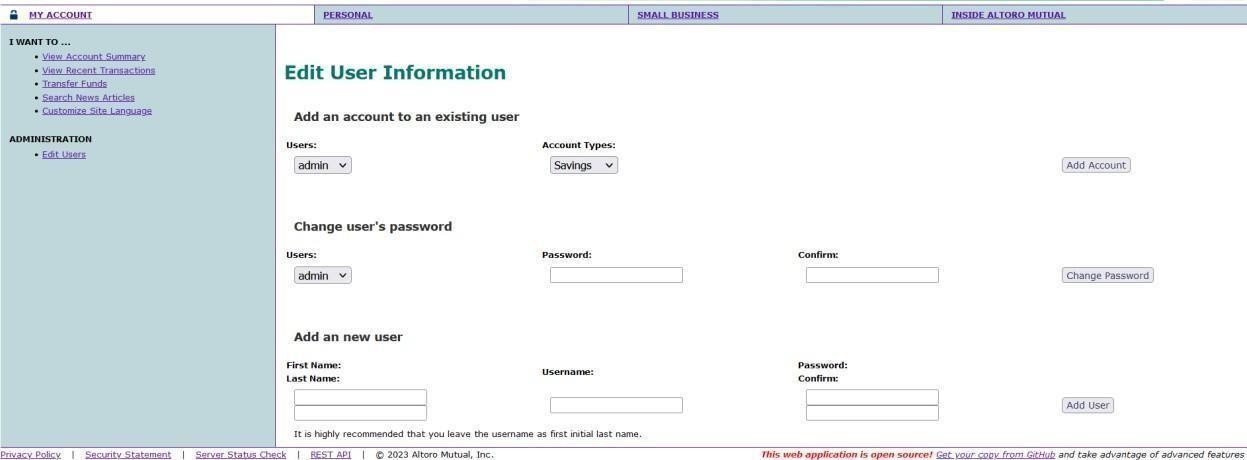 MY ACCOUNT PERSONAL SMALL BUSINESS INSIDE ALTORO MUTUAL
I WANT TO ...
• View Account Summary
• View Recent Transactions
• Transfer Funds
• Search News Articles
• Customize Site Language
ADMINISTRATION
• Edit Users
Edit User Information
Add an account to an existing user
Users: Account Types:
admin Savings Add Account
Change user's password
Users: Password: Confirm:
admin Change Password
Add an new user
First Name:
Last Name:
Username:
Password:
Confirm:
Add User
It is highly recommended that you leave the username as first initial last name.
Privacy Policy | Security Statement | Server Status Check | REST API | © 2023 Altoro Mutual, Inc. This web application is open source! Get your copy from GitHub and take advantage of advanced features